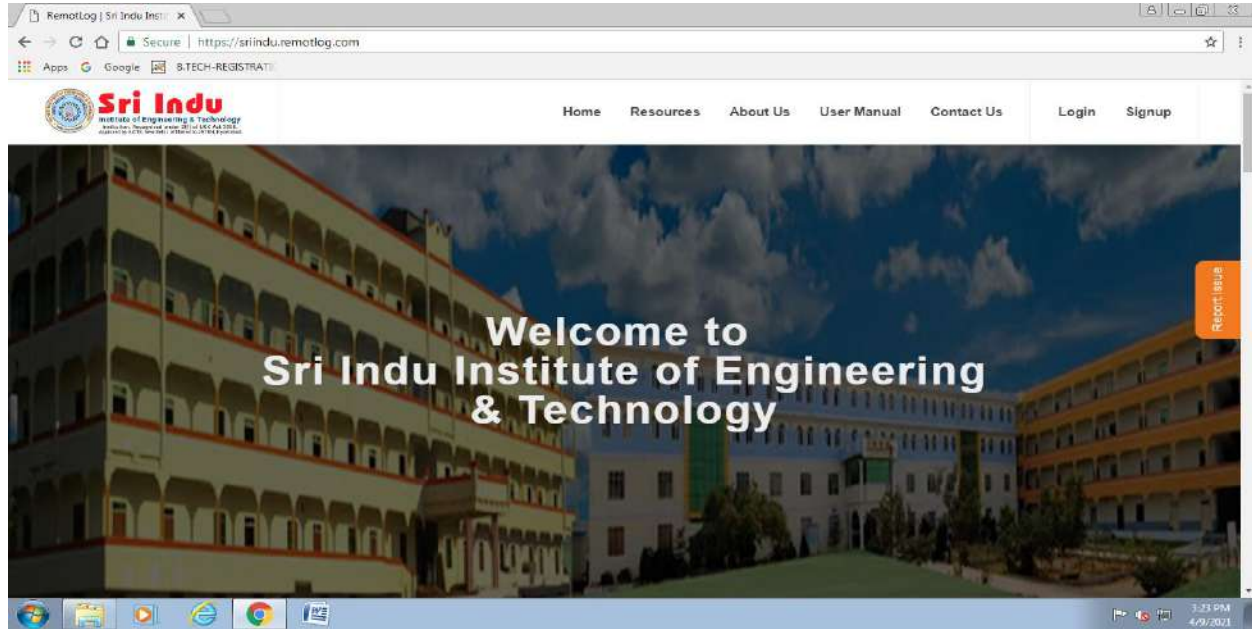 RemotLog | Sri Indu Insti
Secure | https://sriindu.remotlog.com
Apps Google B.TECH-REGISTRATI
Sri Indu
Institute of Engineering & Technology
Home Resources About Us User Manual Contact Us Login Signup
Report Issue
Welcome to
Sri Indu Institute of Engineering
& Technology
3:23 PM
4/9/2021